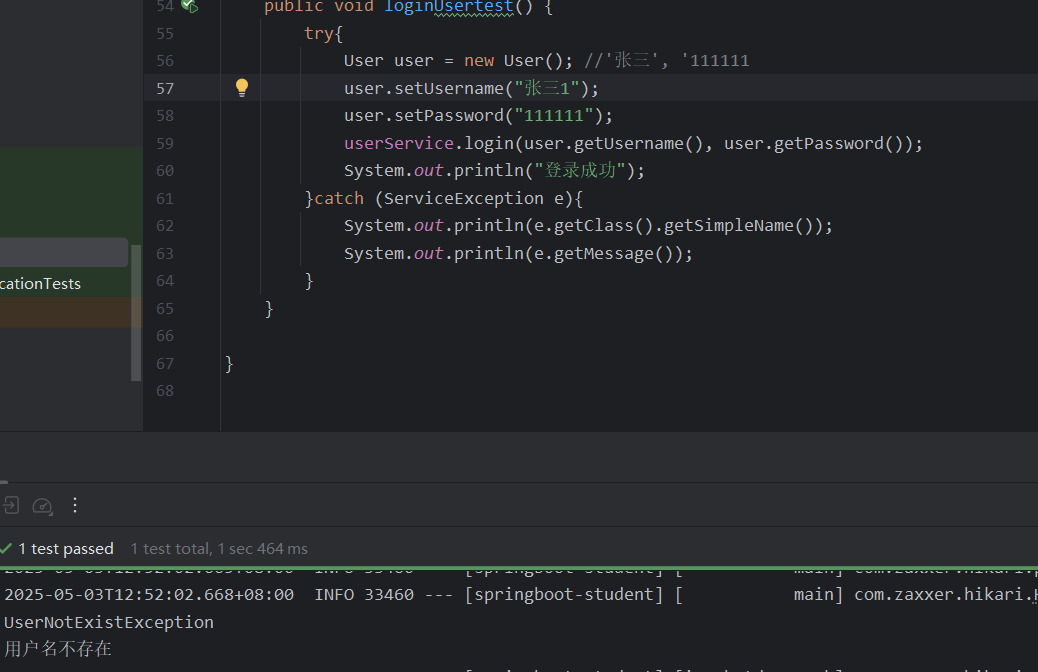 54 public void loginUsertest() {
55 try{
56 User user = new User(); //'张三', '111111
57 user.setUsername("张三1");
58 user.setPassword("111111");
59 userService.login(user.getUsername(), user.getPassword());
60 System.out.println("登录成功");
61 }catch (ServiceException e){
62 System.out.println(e.getClass().getSimpleName());
63 System.out.println(e.getMessage());
cationTests
64 }
65 }
66
67 }
68
1 test passed 1 test total, 1 sec 464 ms
2025-05-03T12:52:02.668+08:00 INFO 33460 --- [springboot-student] [ main] com.zaxxer.hikari.
UserNotExistException
用户名不存在